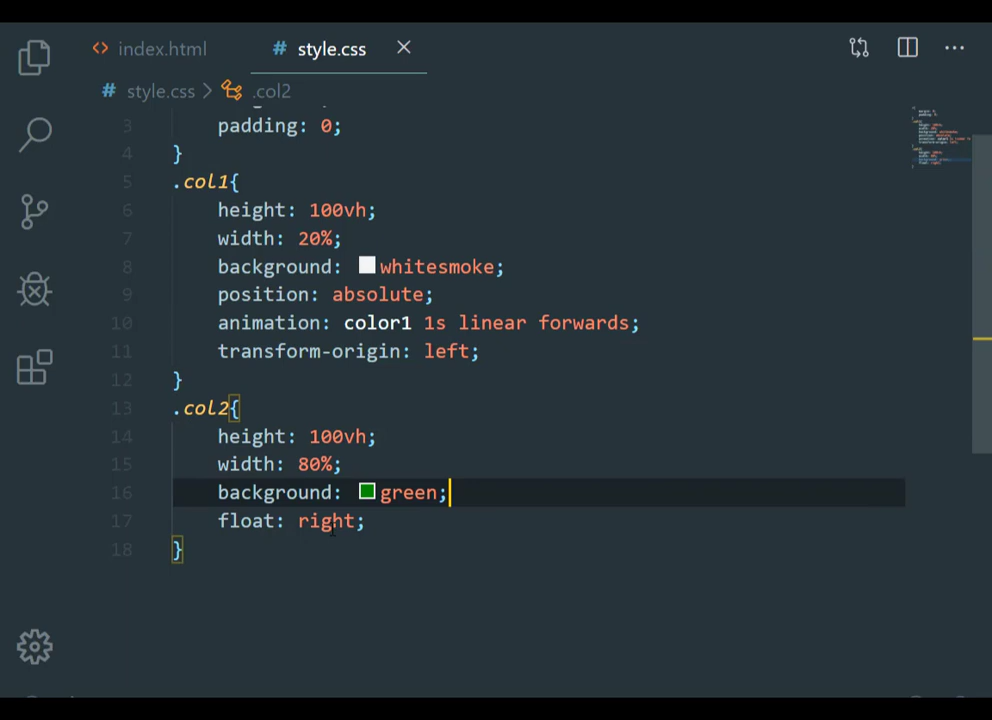 index.html
# style.css
# style.css > .col2
3 padding: 0;
4 }
5 .col1{
6 height: 100vh;
7 width: 20%;
8 background: whitesmoke;
9 position: absolute;
10 animation: color1 1s linear forwards;
11 transform-origin: left;
12 }
13 .col2{
14 height: 100vh;
15 width: 80%;
16 background: green;
17 float: right;
18 }